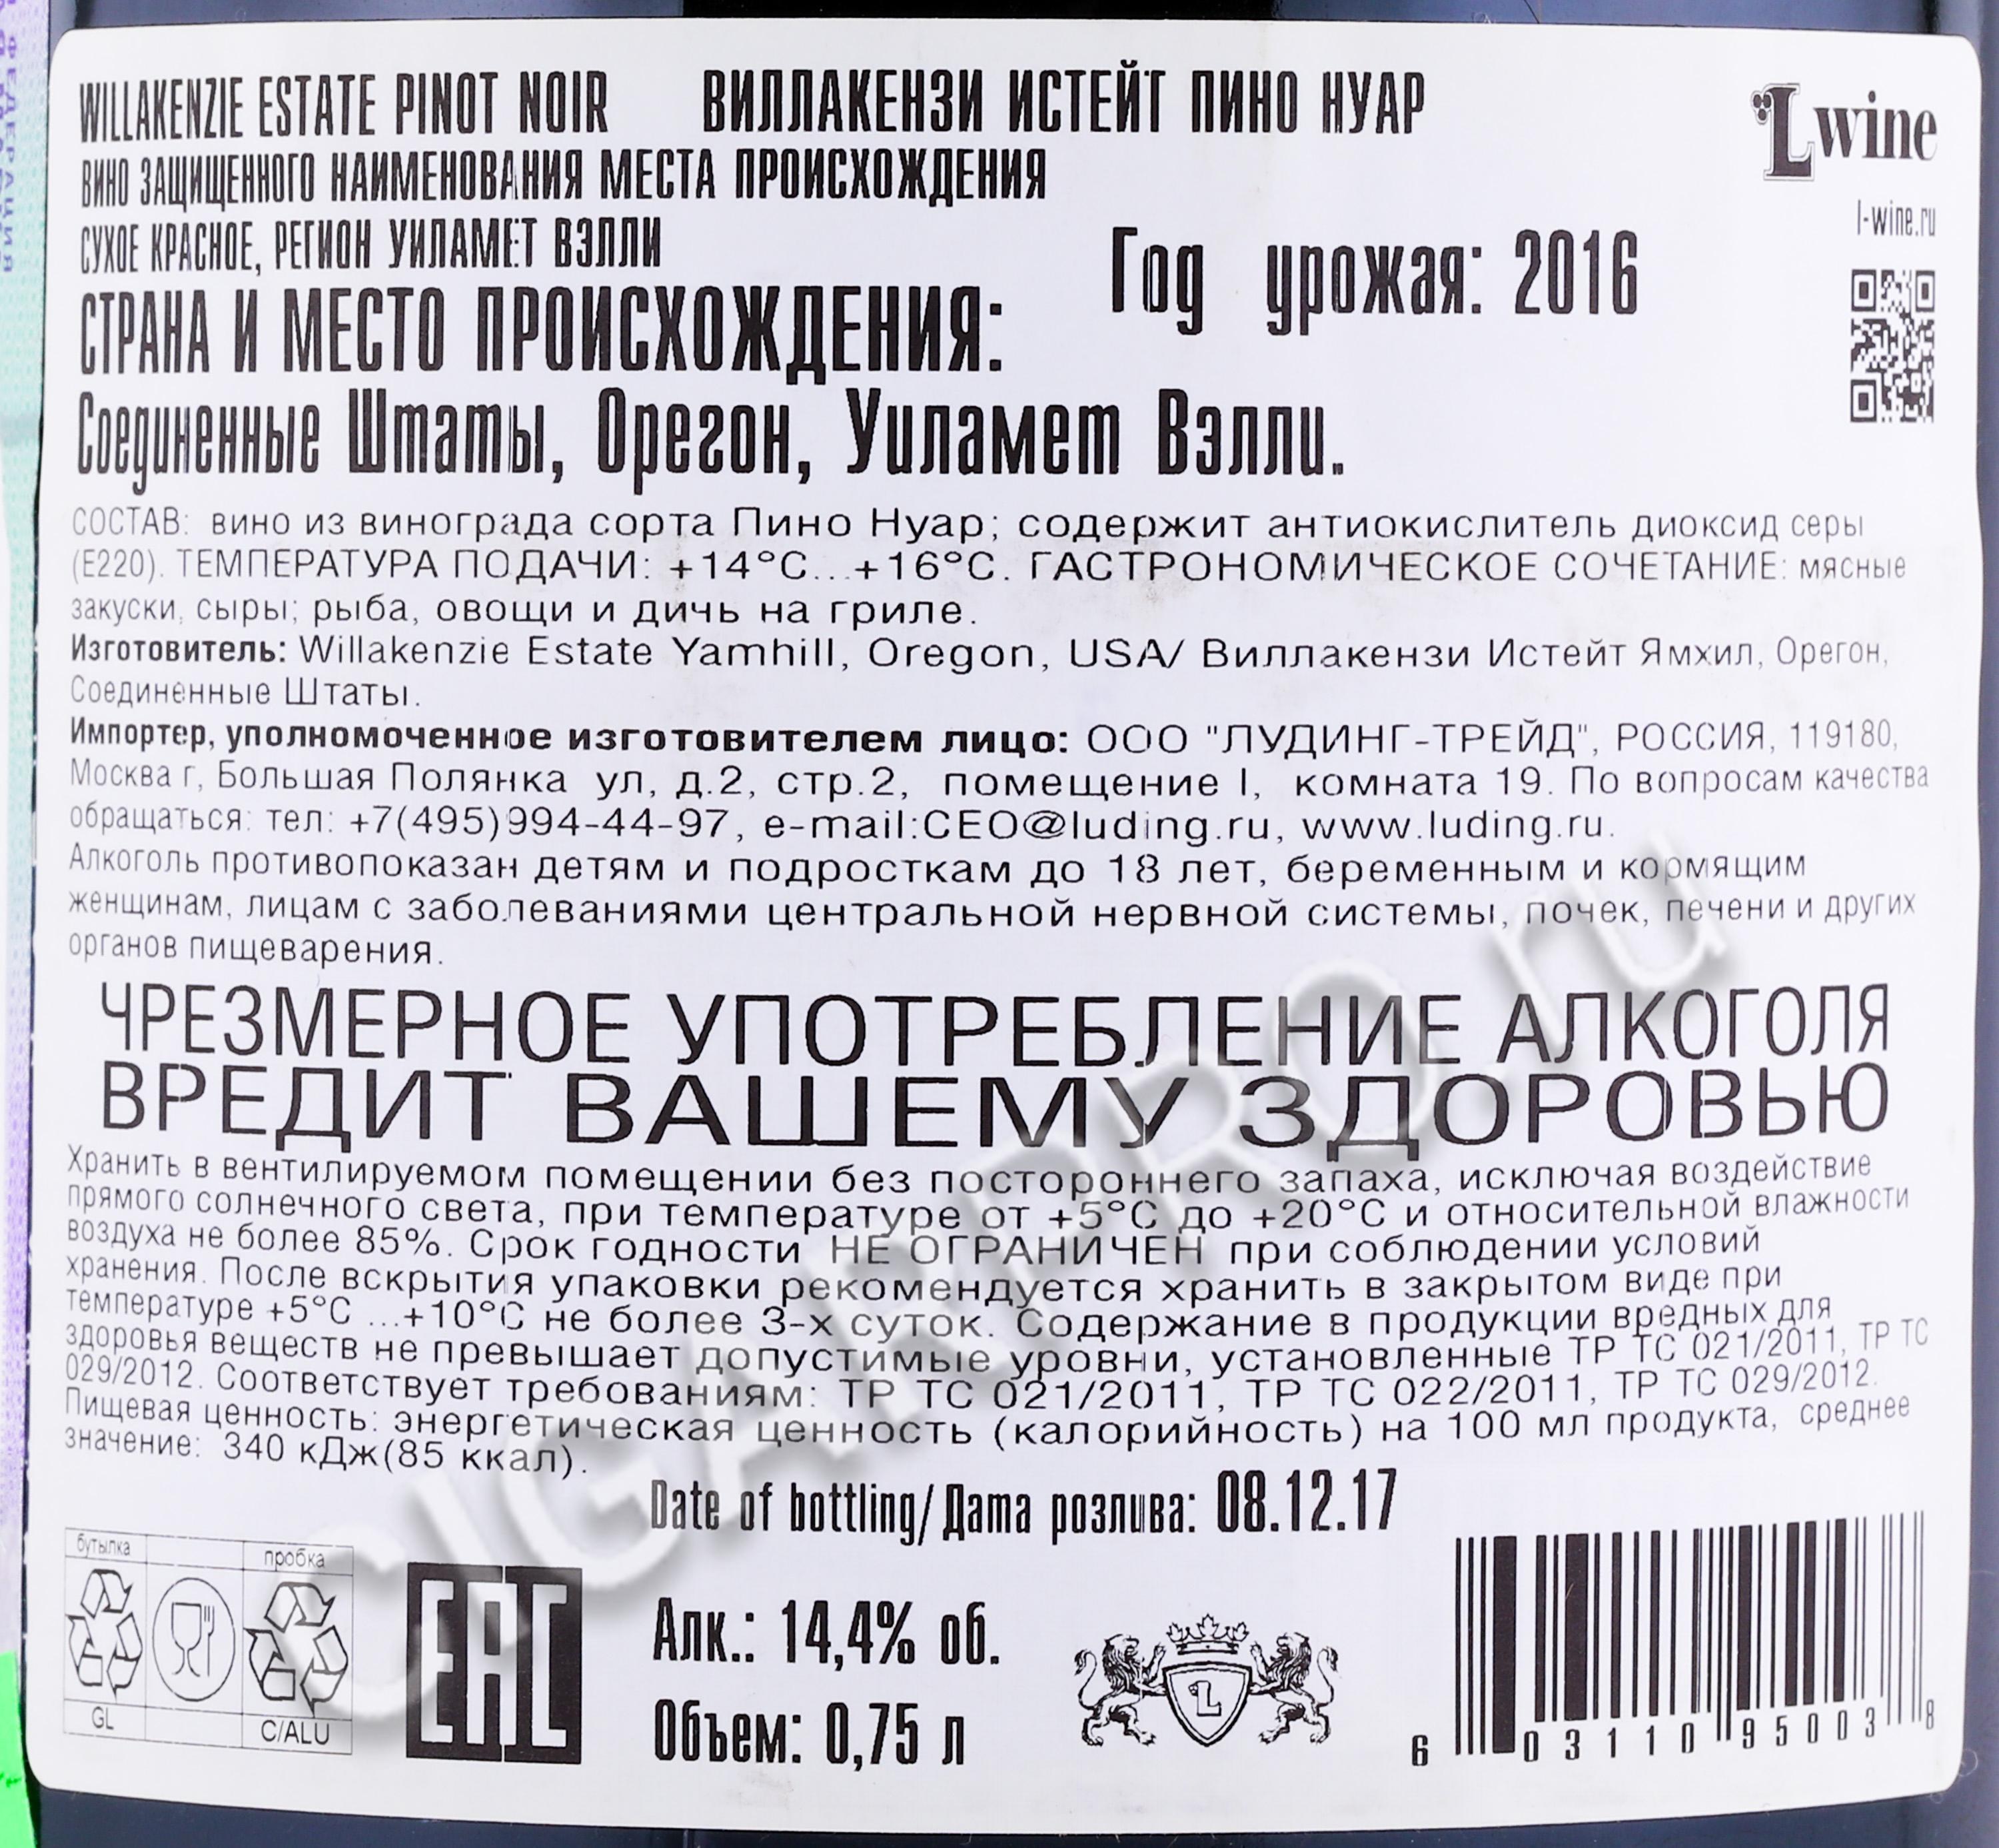 WILLAKENZIE ESTATE PINOT NOIR ВИЛЛАКЕНЗИ ИСТЕЙТ ПИНО НУАР
ВИНО ЗАЩИЩЕННОГО НАИМЕНОВАНИЯ МЕСТА ПРОИСХОЖДЕНИЯ
СУХОЕ КРАСНОЕ, РЕГИОН УИЛАМЕТ ВЭЛЛИ
Lwine
l-wine.ru
Год урожая: 2016
СТРАНА И МЕСТО ПРОИСХОЖДЕНИЯ:
Соединенные Штаты, Орегон, Уиламет Вэлли.
СОСТАВ: вино из винограда сорта Пино Нуар; содержит антиокислитель диоксид серы
(Е220). ТЕМПЕРАТУРА ПОДАЧИ: +14°C...+16°C. ГАСТРОНОМИЧЕСКОЕ СОЧЕТАНИЕ: мясные
закуски, сыры; рыба, овощи и дичь на гриле.
Изготовитель: Willakenzie Estate Yamhill, Oregon, USA/ Виллакензи Истейт Ямхил, Орегон,
Соединенные Штаты.
Импортер, уполномоченное изготовителем лицо: ООО "ЛУДИНГ-ТРЕЙД", РОССИЯ, 119180,
Москва г, Большая Полянка ул, д.2, стр.2, помещение I, комната 19. По вопросам качества
обращаться: тел: +7(495)994-44-97, e-mail:CEO@luding.ru, www.luding.ru.
Алкоголь противопоказан детям и подросткам до 18 лет, беременным и кормящим
женщинам, лицам с заболеваниями центральной нервной системы, почек, печени и других
органов пищеварения.
ЧРЕЗМЕРНОЕ УПОТРЕБЛЕНИЕ АЛКОГОЛЯ
ВРЕДИТ ВАШЕМУ ЗДОРОВЬЮ
Хранить в вентилируемом помещении без постороннего запаха, исключая воздействие
прямого солнечного света, при температуре от +5°C до +20°C и относительной влажности
воздуха не более 85%. Срок годности НЕ ОГРАНИЧЕН при соблюдении условий
хранения. После вскрытия упаковки рекомендуется хранить в закрытом виде при
температуре +5°C ...+10°C не более 3-х суток. Содержание в продукции вредных для
здоровья веществ не превышает допустимые уровни, установленные ТР ТС 021/2011, ТР ТС
029/2012. Соответствует требованиям: ТР ТС 021/2011, ТР ТС 022/2011, ТР ТС 029/2012.
Пищевая ценность: энергетическая ценность (калорийность) на 100 мл продукта, среднее
значение: 340 кДж(85 ккал).
Date of bottling/ Дата розлива: 08.12.17
бутылка пробка
GL C/ALU
EAC
Алк.: 14,4% об.
Объем: 0,75 л
L
6 03110 95003 8
CIGARPRO.ru